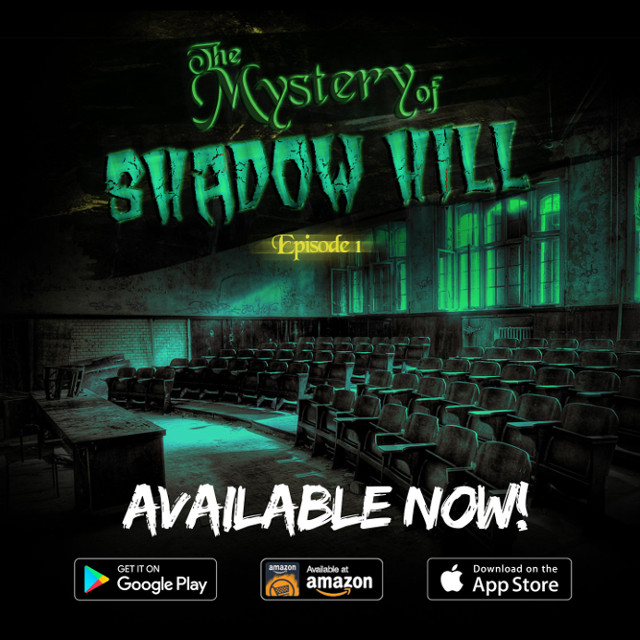 The
Mystery of
SHADOW HILL
Episode 1
AVAILABLE NOW!
GET IT ON
Google Play
amazon
Available at
amazon
Download on the
App Store